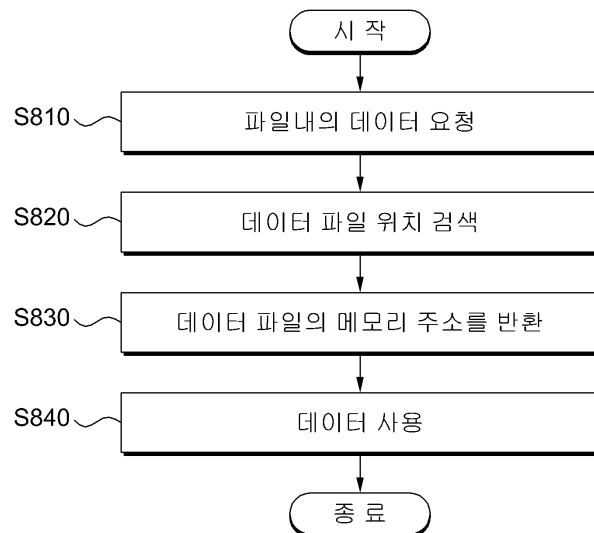 시 작
S810 파일내의 데이터 요청
S820 데이터 파일 위치 검색
S830 데이터 파일의 메모리 주소를 반환
S840 데이터 사용
종 료